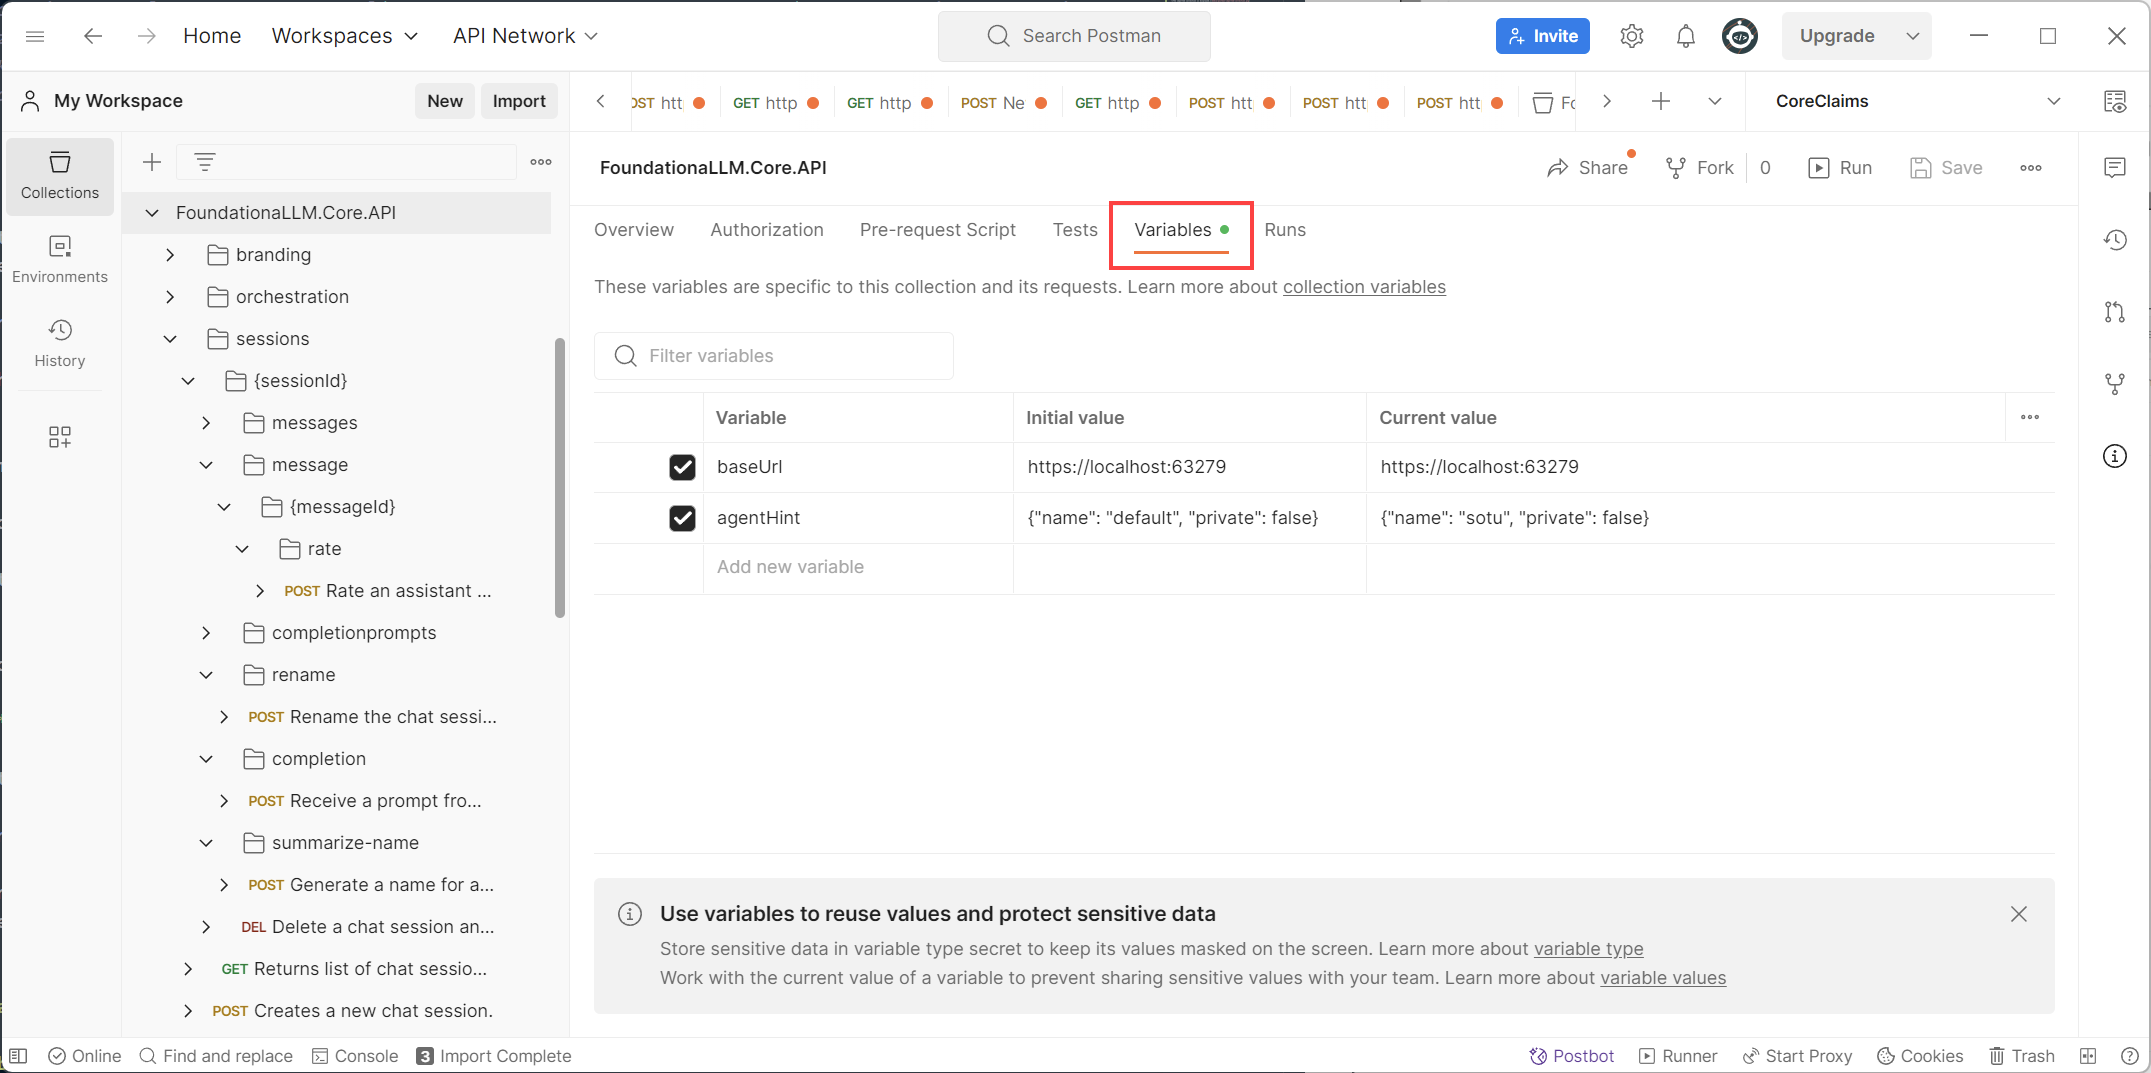 Home Workspaces API Network Search Postman Invite Upgrade
My Workspace New Import
OST htt GET http GET http POST Ne GET http POST htt POST htt POST htt Fo CoreClaims
Collections
Environments
History
FoundationaLLM.Core.API
branding
orchestration
sessions
{sessionId}
messages
message
{messageId}
rate
POST Rate an assistant ...
completionprompts
rename
POST Rename the chat sessi...
completion
POST Receive a prompt fro...
summarize-name
POST Generate a name for a...
DEL Delete a chat session an...
GET Returns list of chat sessio...
POST Creates a new chat session.
FoundationaLLM.Core.API Share Fork 0 Run Save
Overview Authorization Pre-request Script Tests Variables Runs
These variables are specific to this collection and its requests. Learn more about collection variables
Filter variables
Variable Initial value Current value
baseUrl https://localhost:63279 https://localhost:63279
agentHint {"name": "default", "private": false} {"name": "sotu", "private": false}
Add new variable
Use variables to reuse values and protect sensitive data
Store sensitive data in variable type secret to keep its values masked on the screen. Learn more about variable type
Work with the current value of a variable to prevent sharing sensitive values with your team. Learn more about variable values
Online Find and replace Console 3 Import Complete Postbot Runner Start Proxy Cookies Trash